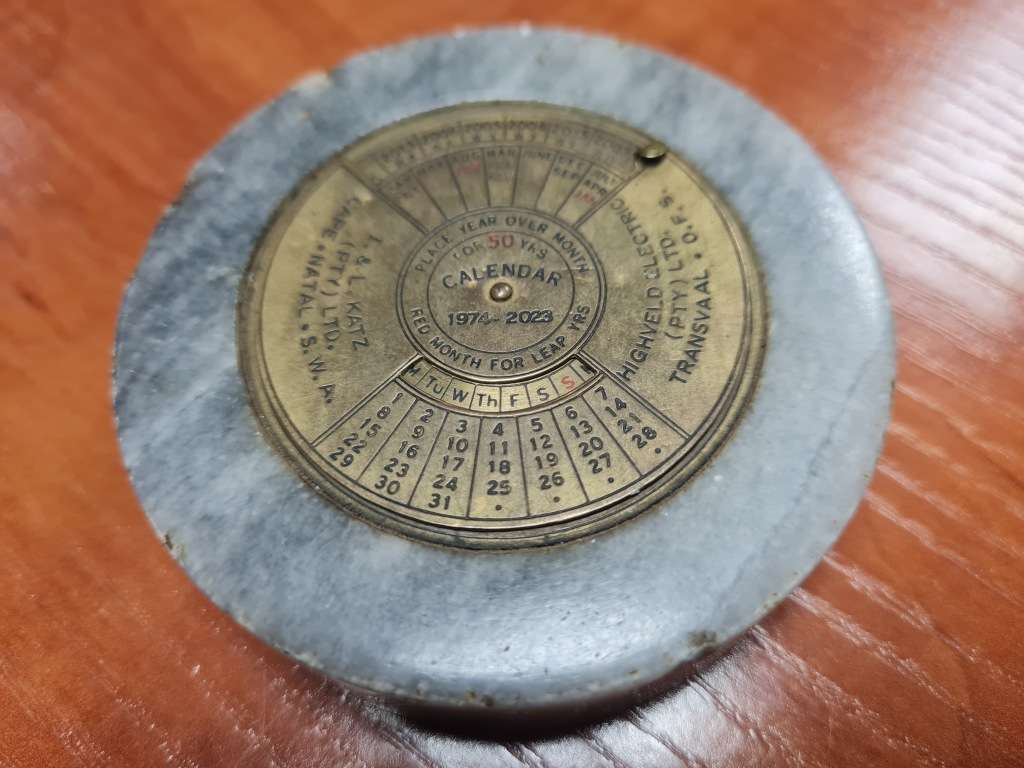 PLACE YEAR OVER MONTH
FOR 50 YRS
CALENDAR
1974-2023
RED MONTH FOR LEAP YRS
I. & L. KATZ
(PTY) LTD.
CAPE • NATAL • S.W.A.
HIGHVELD ELECTRIC
(PTY) LTD.
TRANSVAAL • O.F.S.
MAR
SEP APR
M Tu W Th F S S
1 2 3 4 5 6 7
8 9 10 11 12 13 14
15 16 17 18 19 20 21
22 23 24 25 26 27 28
29 30 31